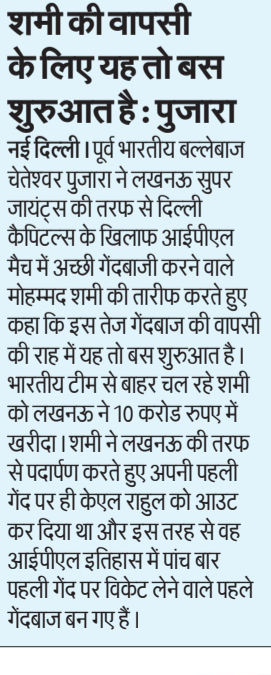 शमी की वापसी
के लिए यह तो बस
शुरुआत है : पुजारा
नई दिल्ली । पूर्व भारतीय बल्लेबाज
चेतेश्वर पुजारा ने लखनऊ सुपर
जायंट्स की तरफ से दिल्ली
कैपिटल्स के खिलाफ आईपीएल
मैच में अच्छी गेंदबाजी करने वाले
मोहम्मद शमी की तारीफ करते हुए
कहा कि इस तेज गेंदबाज की वापसी
की राह में यह तो बस शुरुआत है ।
भारतीय टीम से बाहर चल रहे शमी
को लखनऊ ने 10 करोड रुपए में
खरीदा । शमी ने लखनऊ की तरफ
से पदार्पण करते हुए अपनी पहली
गेंद पर ही केएल राहुल को आउट
कर दिया था और इस तरह से वह
आईपीएल इतिहास में पांच बार
पहली गेंद पर विकेट लेने वाले पहले
गेंदबाज बन गए हैं ।